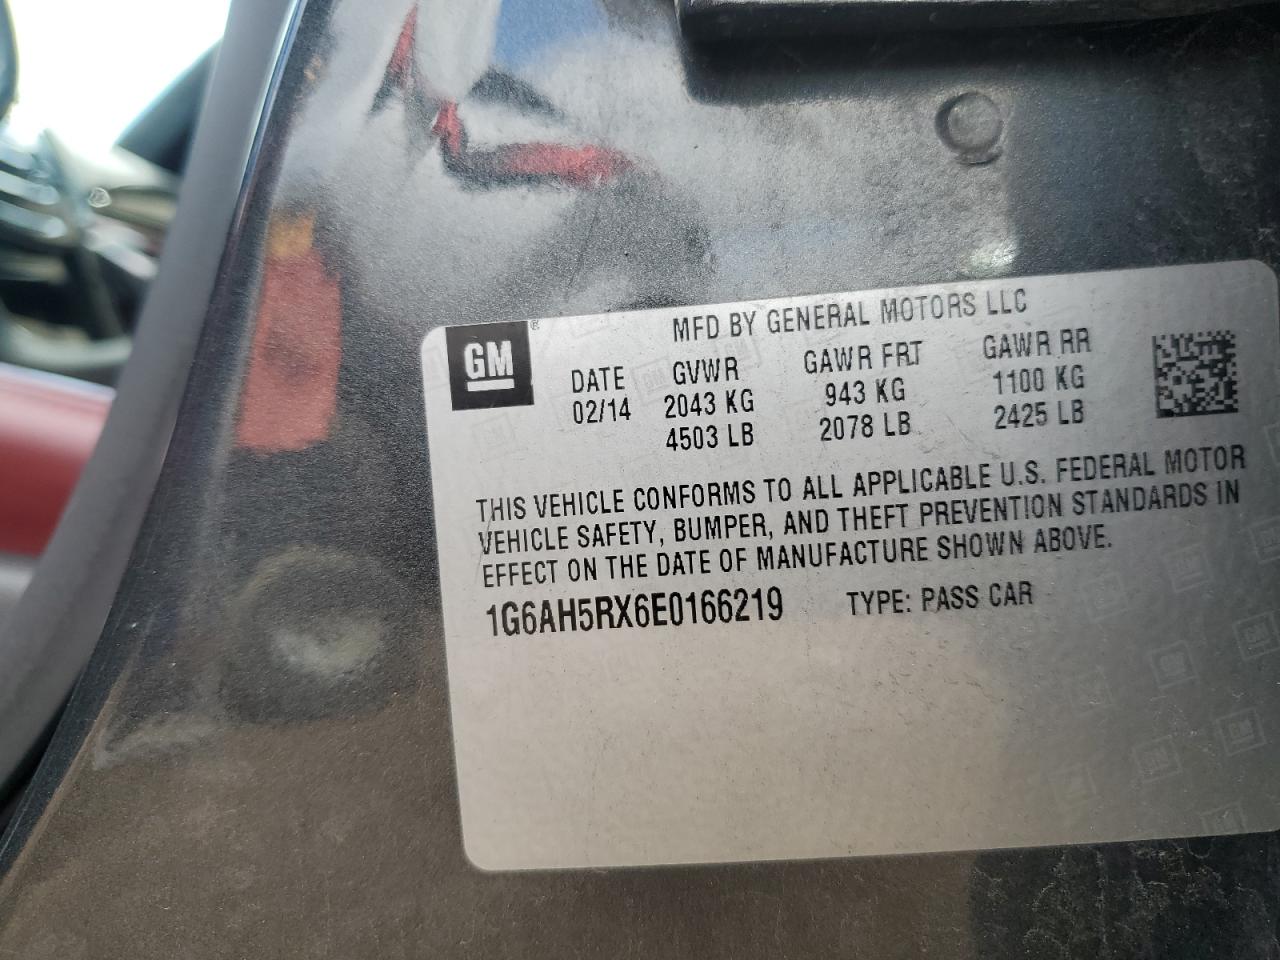 GM
MFD BY GENERAL MOTORS LLC
DATE GVWR GAWR FRT GAWR RR
02/14 2043 KG 943 KG 1100 KG
4503 LB 2078 LB 2425 LB
THIS VEHICLE CONFORMS TO ALL APPLICABLE U.S. FEDERAL MOTOR
VEHICLE SAFETY, BUMPER, AND THEFT PREVENTION STANDARDS IN
EFFECT ON THE DATE OF MANUFACTURE SHOWN ABOVE.
1G6AH5RX6E0166219 TYPE: PASS CAR